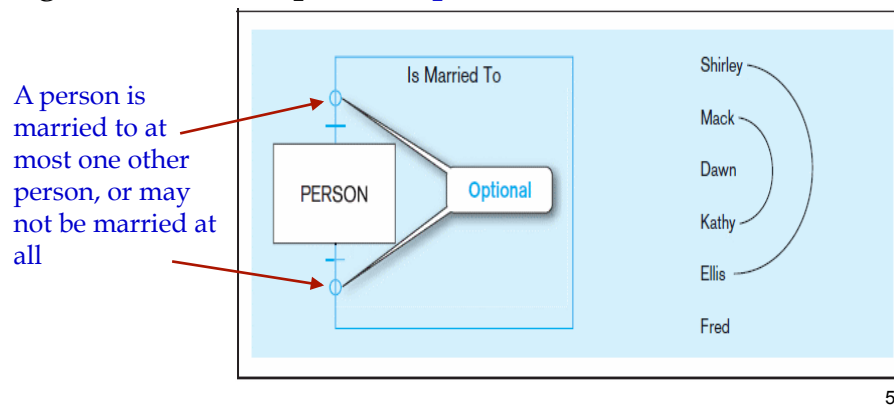 A person is
married to at
most one other
person, or may
not be married at
all
Is Married To
PERSON
Optional
Shirley
Mack
Dawn
Kathy
Ellis
Fred
5